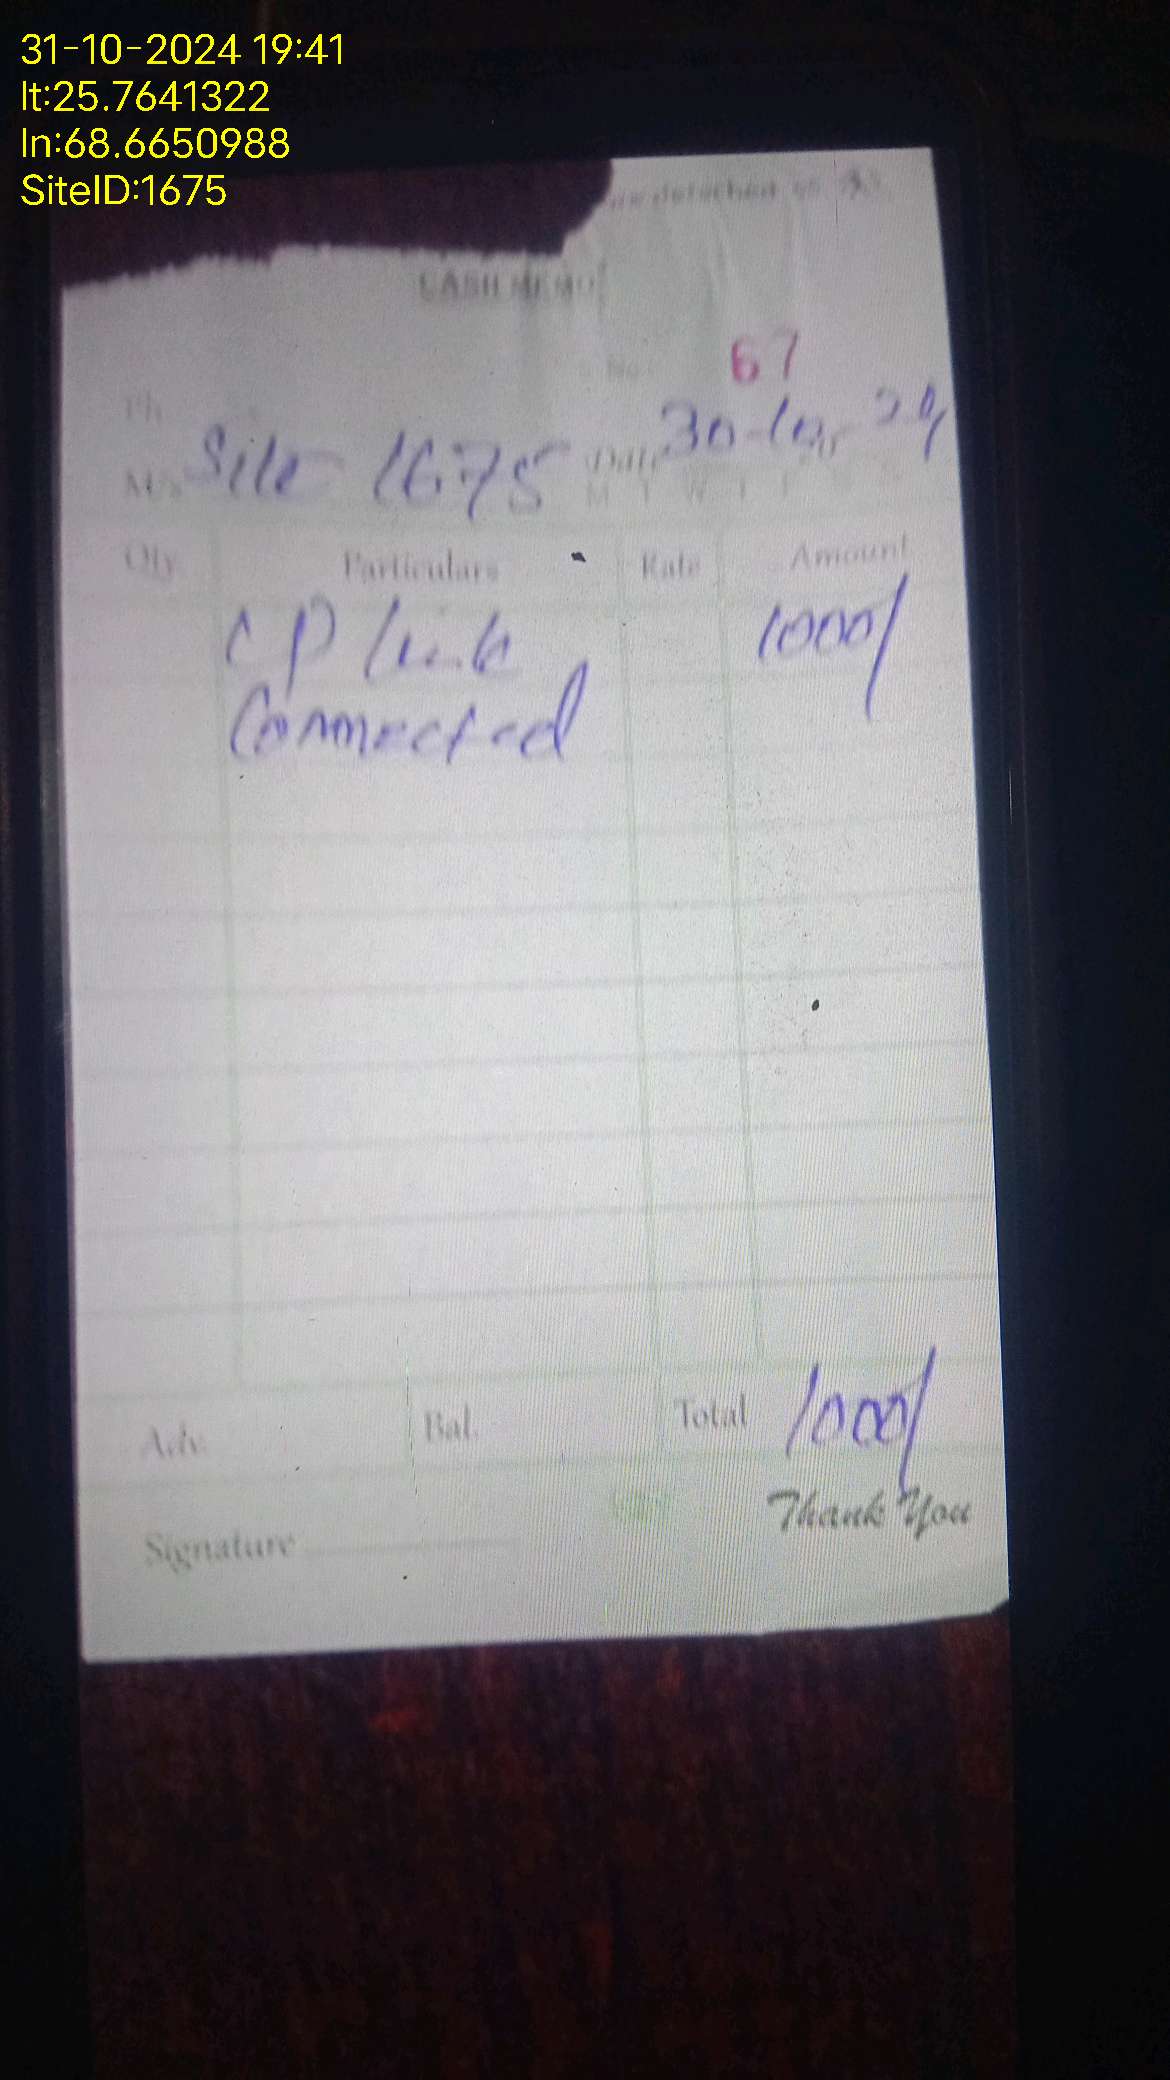 31-10-2024 19:41
lt:25.7641322
ln:68.6650988
SiteID:1675
detached
CASH MEMO
No. 67
Ph
M/s Site 1675 Date 30-10- 24
M T W T F
Qty Particulars Rate Amount
CP link 1000/
Connected
Adv. Bal. Total 1000/
Thank You
Signature